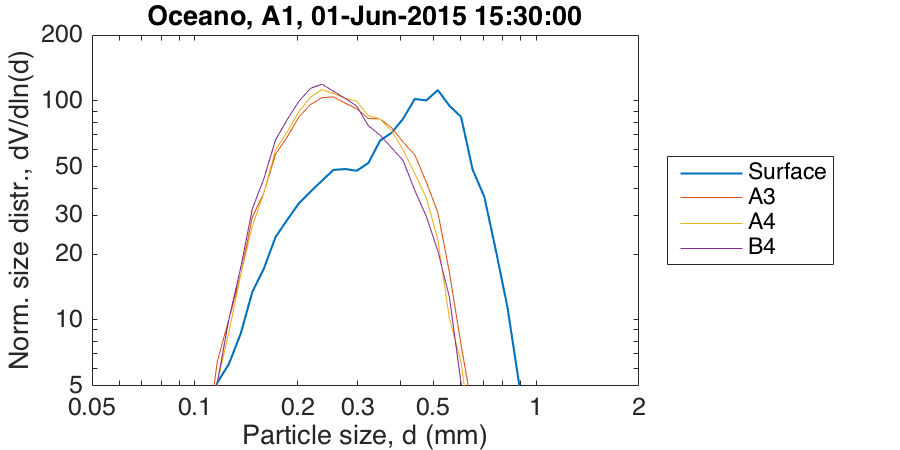 Oceano, A1, 01-Jun-2015 15:30:00
Norm. size distr., dV/dln(d)
200
100
50
30
20
10
5
0.05
0.1
0.2
0.3
0.5
1
2
Particle size, d (mm)
Surface
A3
A4
B4